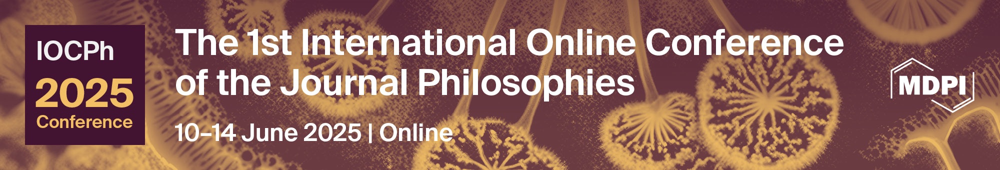 IOCPh
2025
Conference
The 1st International Online Conference
of the Journal Philosophies
10–14 June 2025 | Online
MDPI